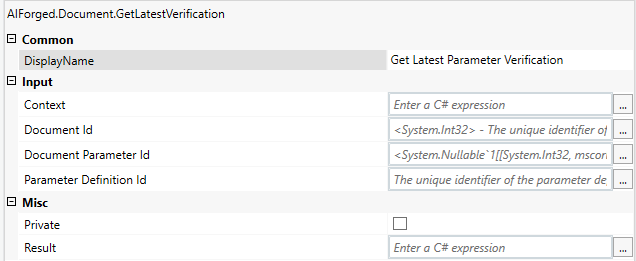 AIForged.Document.GetLatestVerification
Common
DisplayName Get Latest Parameter Verification
Input
Context Enter a C# expression ...
Document Id <System.Int32> - The unique identifier of ...
Document Parameter Id <System.Nullable`1[[System.Int32, mscorl ...
Parameter Definition Id The unique identifier of the parameter de ...
Misc
Private
Result Enter a C# expression ...